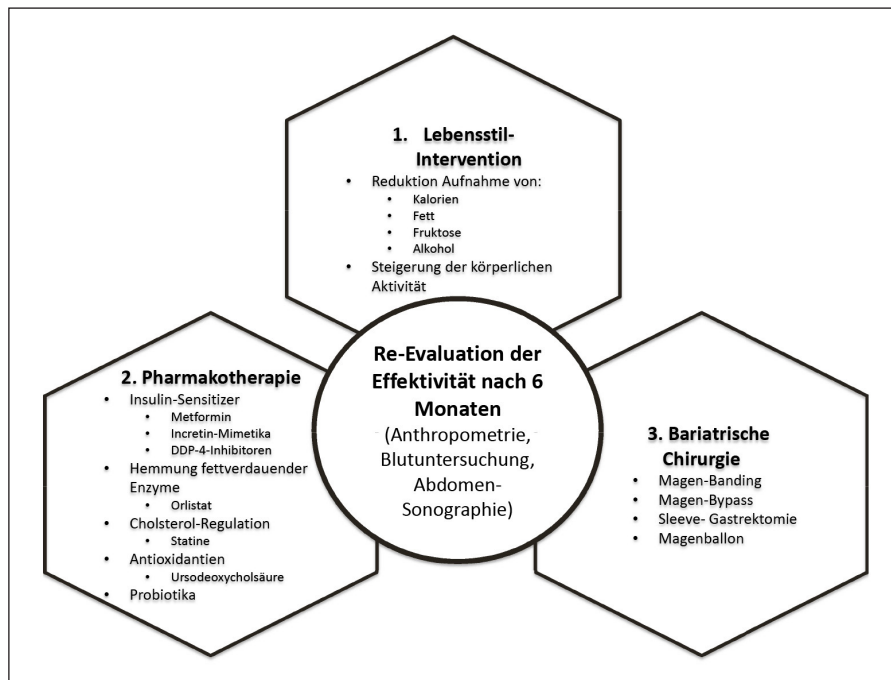 1. Lebensstil-
Intervention
• Reduktion Aufnahme von:
• Kalorien
• Fett
• Fruktose
• Alkohol
• Steigerung der körperlichen
Aktivität
2. Pharmakotherapie
• Insulin-Sensitizer
• Metformin
• Incretin-Mimetika
• DDP-4-Inhibitoren
• Hemmung fettverdauender
Enzyme
• Orlistat
• Cholsterol-Regulation
• Statine
• Antioxidantien
• Ursodeoxycholsäure
• Probiotika
Re-Evaluation der
Effektivität nach 6
Monaten
(Anthropometrie,
Blutuntersuchung,
Abdomen-
Sonographie)
3. Bariatrische
Chirurgie
• Magen-Banding
• Magen-Bypass
• Sleeve- Gastrektomie
• Magenballon